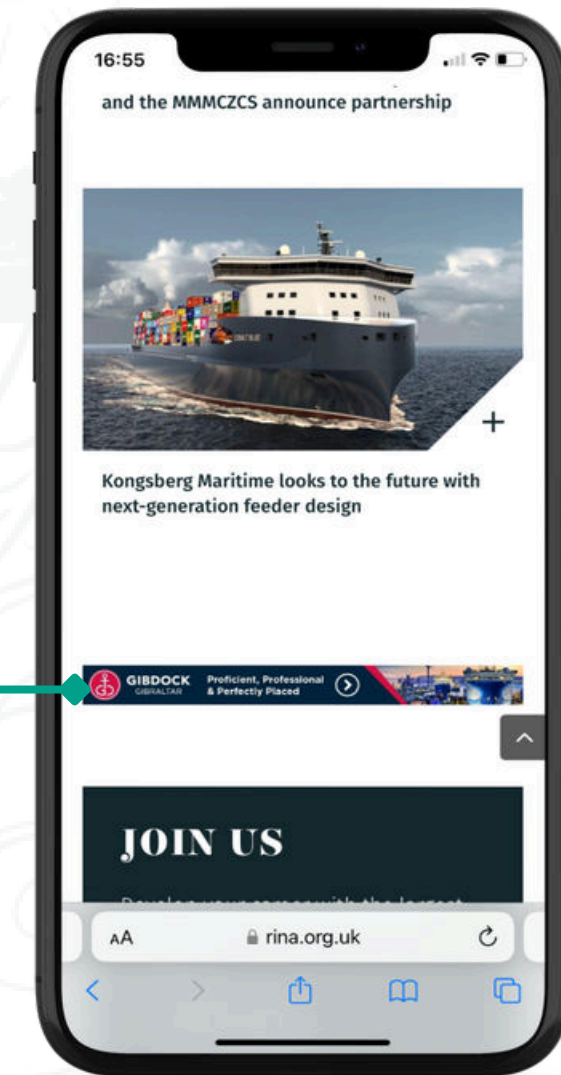 16:55
and the MMMCZCS announce partnership
Kongsberg Maritime looks to the future with
next-generation feeder design
GIBDOCK
GIBRALTAR
Proficient, Professional
& Perfectly Placed
JOIN US
AA
rina.org.uk